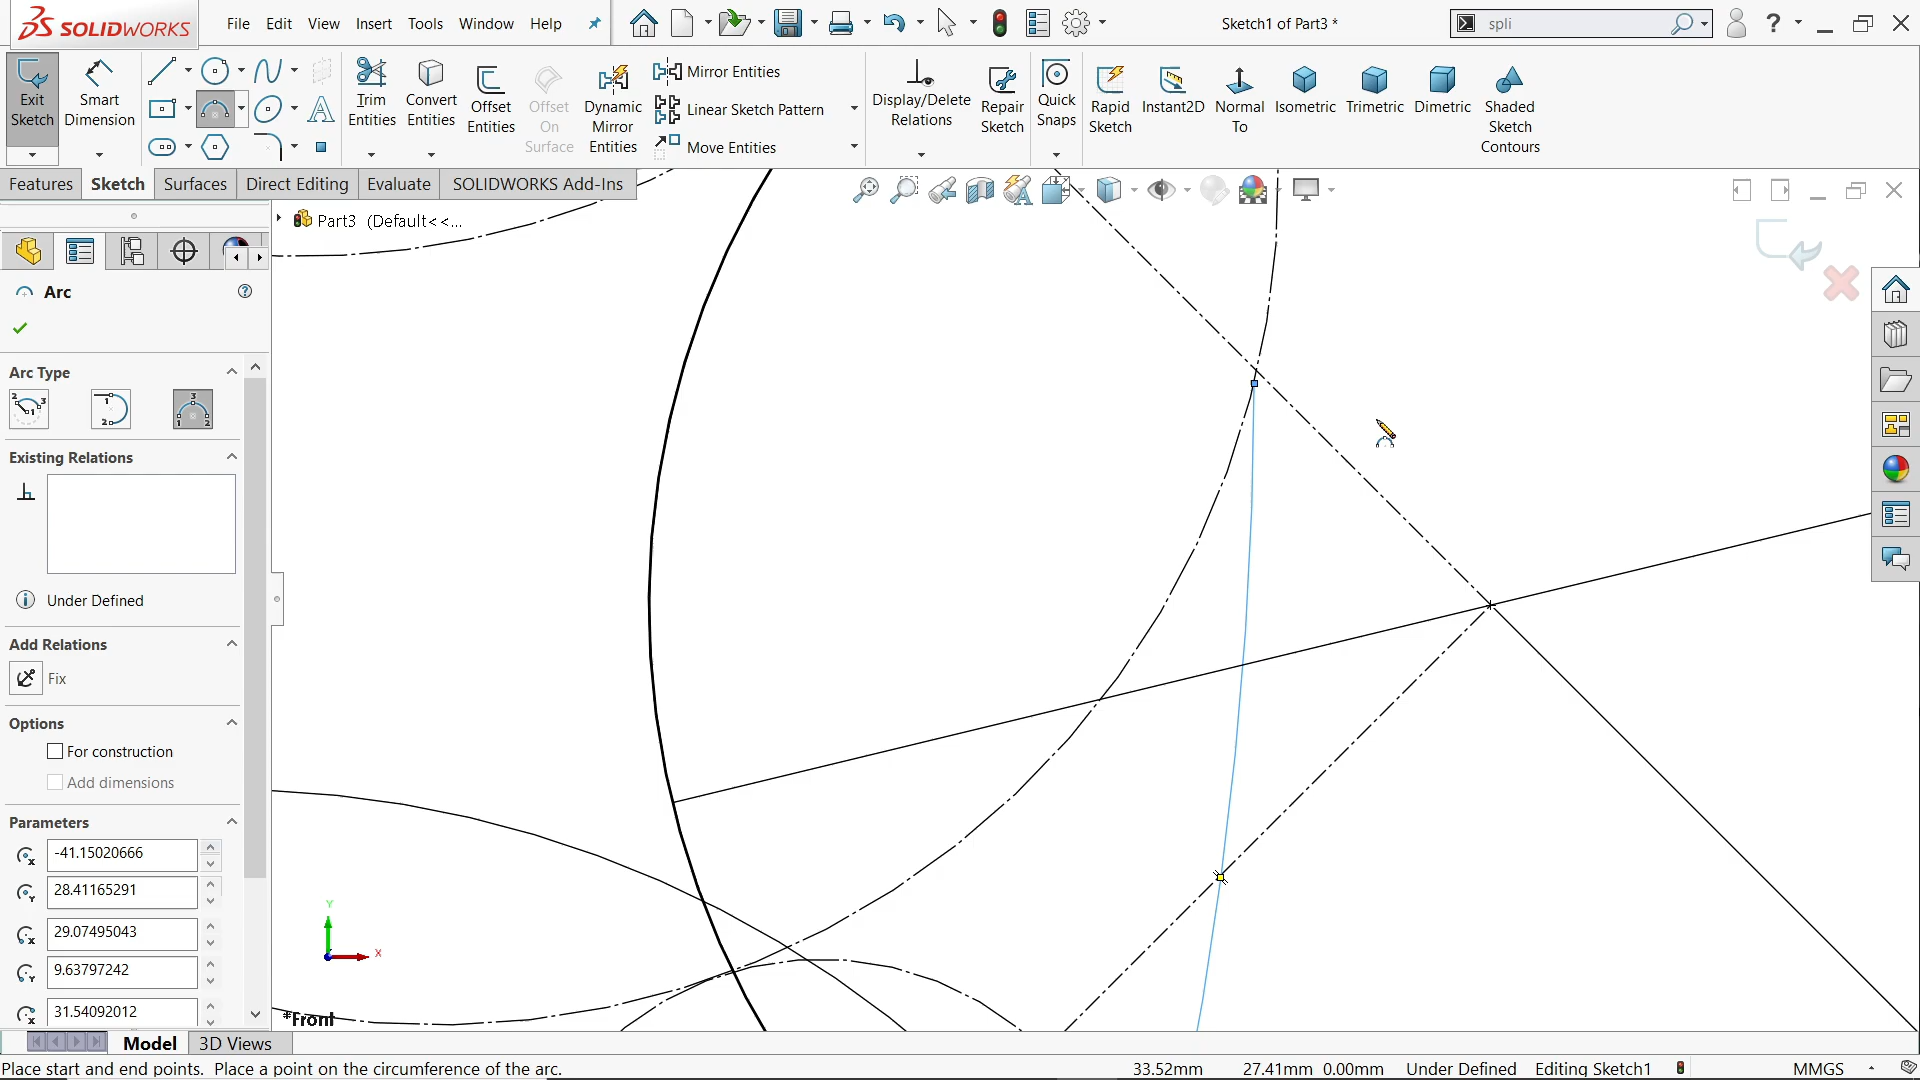 SOLIDWORKS
File Edit View Insert Tools Window Help
Sketch1 of Part3 *
spli
Exit Sketch
Smart Dimension
Trim Entities
Convert Entities
Offset Entities
Offset On Surface
Dynamic Mirror Entities
Mirror Entities
Linear Sketch Pattern
Move Entities
Display/Delete Relations
Repair Sketch
Quick Snaps
Rapid Sketch
Instant2D
Normal To
Isometric
Trimetric
Dimetric
Shaded Sketch Contours
Features Sketch Surfaces Direct Editing Evaluate SOLIDWORKS Add-Ins
Part3 (Default<<...
Arc
Arc Type
Existing Relations
Under Defined
Add Relations
Fix
Options
For construction
Add dimensions
Parameters
-41.15020666
28.41165291
29.07495043
9.63797242
31.54092012
Y
X
*Front
Model 3D Views
Place start and end points. Place a point on the circumference of the arc.
33.52mm 27.41mm 0.00mm Under Defined Editing Sketch1 MMGS